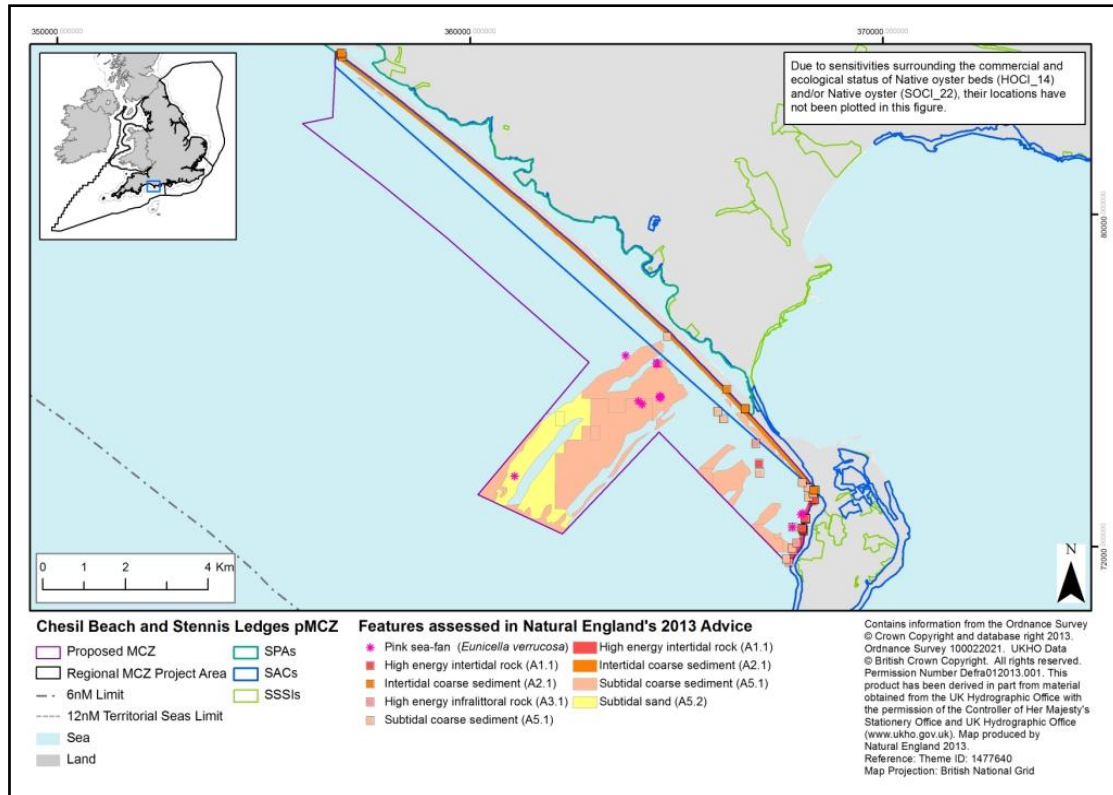 350000.000000
360000.000000
370000.000000
Due to sensitivities surrounding the commercial and
ecological status of Native oyster beds (HOCI_14)
and/or Native oyster (SOCI_22), their locations have
not been plotted in this figure.
80000.000000
72000.000000
0 1 2 4 Km
N
Chesil Beach and Stennis Ledges pMCZ
Proposed MCZ
Regional MCZ Project Area
6nM Limit
12nM Territorial Seas Limit
Sea
Land
SPAs
SACs
SSSIs
Features assessed in Natural England's 2013 Advice
Pink sea-fan (Eunicella verrucosa)
High energy intertidal rock (A1.1)
Intertidal coarse sediment (A2.1)
High energy infralittoral rock (A3.1)
Subtidal coarse sediment (A5.1)
High energy intertidal rock (A1.1)
Intertidal coarse sediment (A2.1)
Subtidal coarse sediment (A5.1)
Subtidal sand (A5.2)
Contains information from the Ordnance Survey
© Crown Copyright and database right 2013.
Ordnance Survey 100022021. UKHO Data
© British Crown Copyright. All rights reserved.
Permission Number Defra012013.001. This
product has been derived in part from material
obtained from the UK Hydrographic Office with
the permission of the Controller of Her Majesty's
Stationery Office and UK Hydrographic Office
(www.ukho.gov.uk). Map produced by
Natural England 2013.
Reference: Theme ID: 1477640
Map Projection: British National Grid